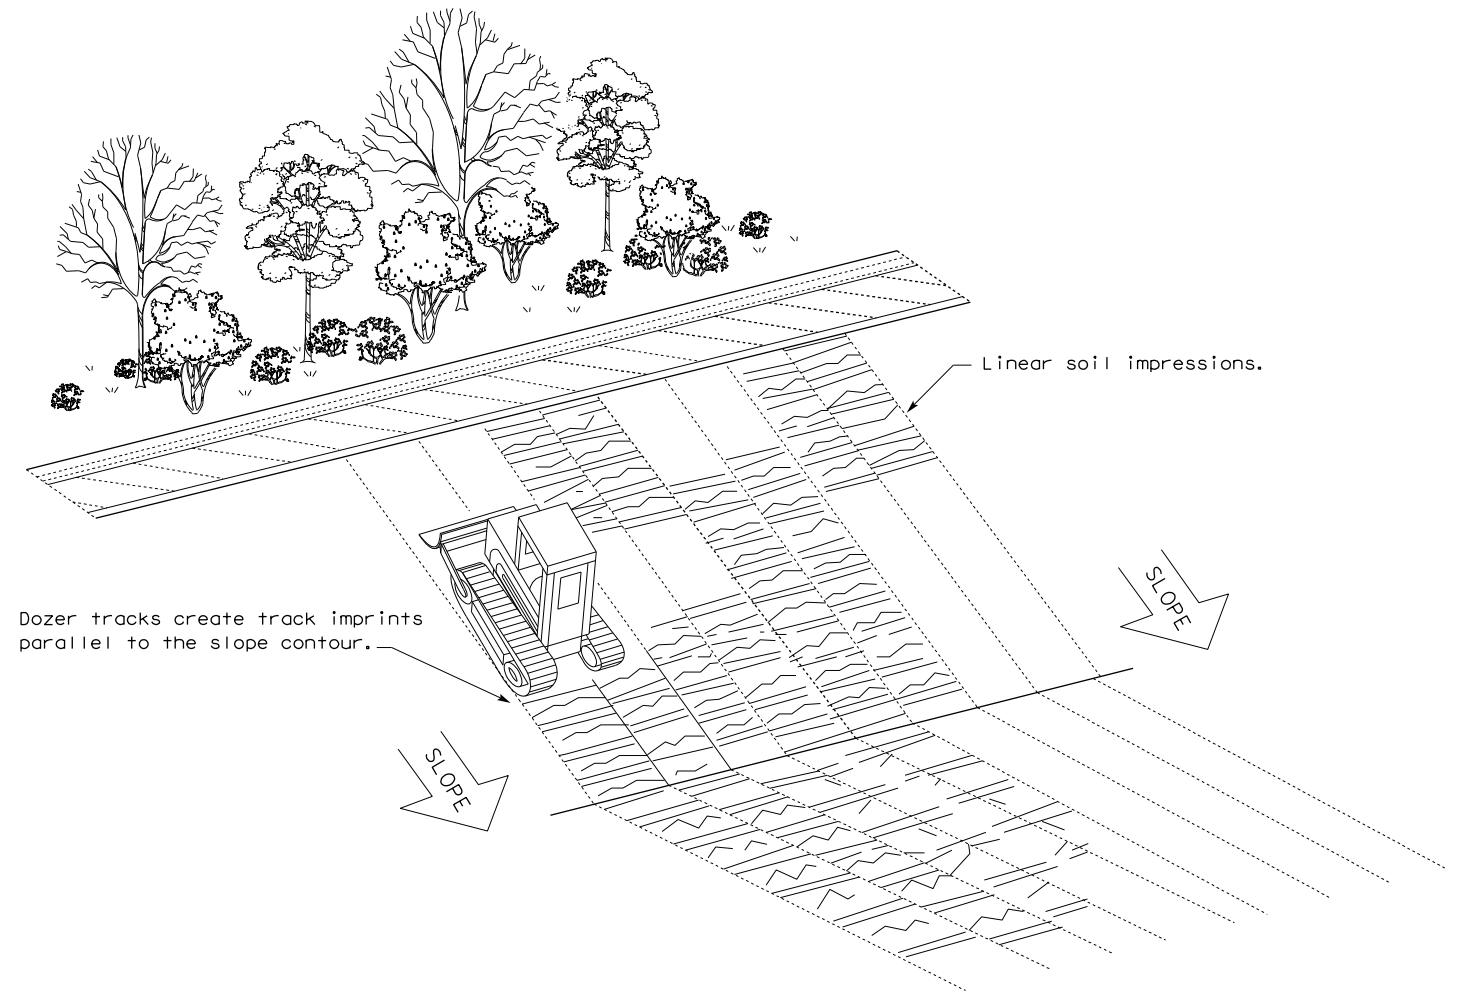 Linear soil impressions.
SLOPE
Dozer tracks create track imprints
parallel to the slope contour.
SLOPE